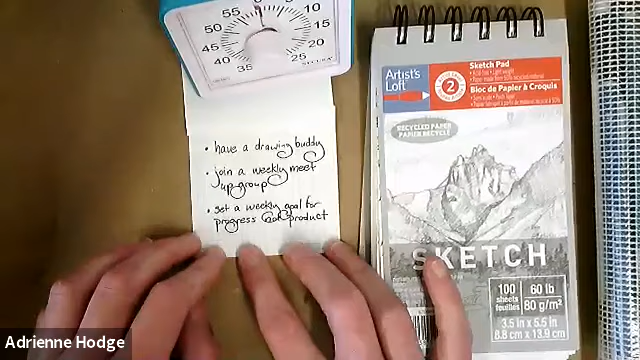 55
5
50
10
45
15
40
20
35
25
• have a drawing buddy
• join a weekly meet
up group
• set a weekly goal for
progress not product
Artist's
Loft
Sketch Pad
2
Bloc de Papier à Croquis
RECYCLED PAPER
PAPIER RECYCLÉ
SKETCH
100
sheets
feuilles
60 lb
80 g/m²
3.5 in x 5.5 in
8.8 cm x 13.9 cm
Adrienne Hodge